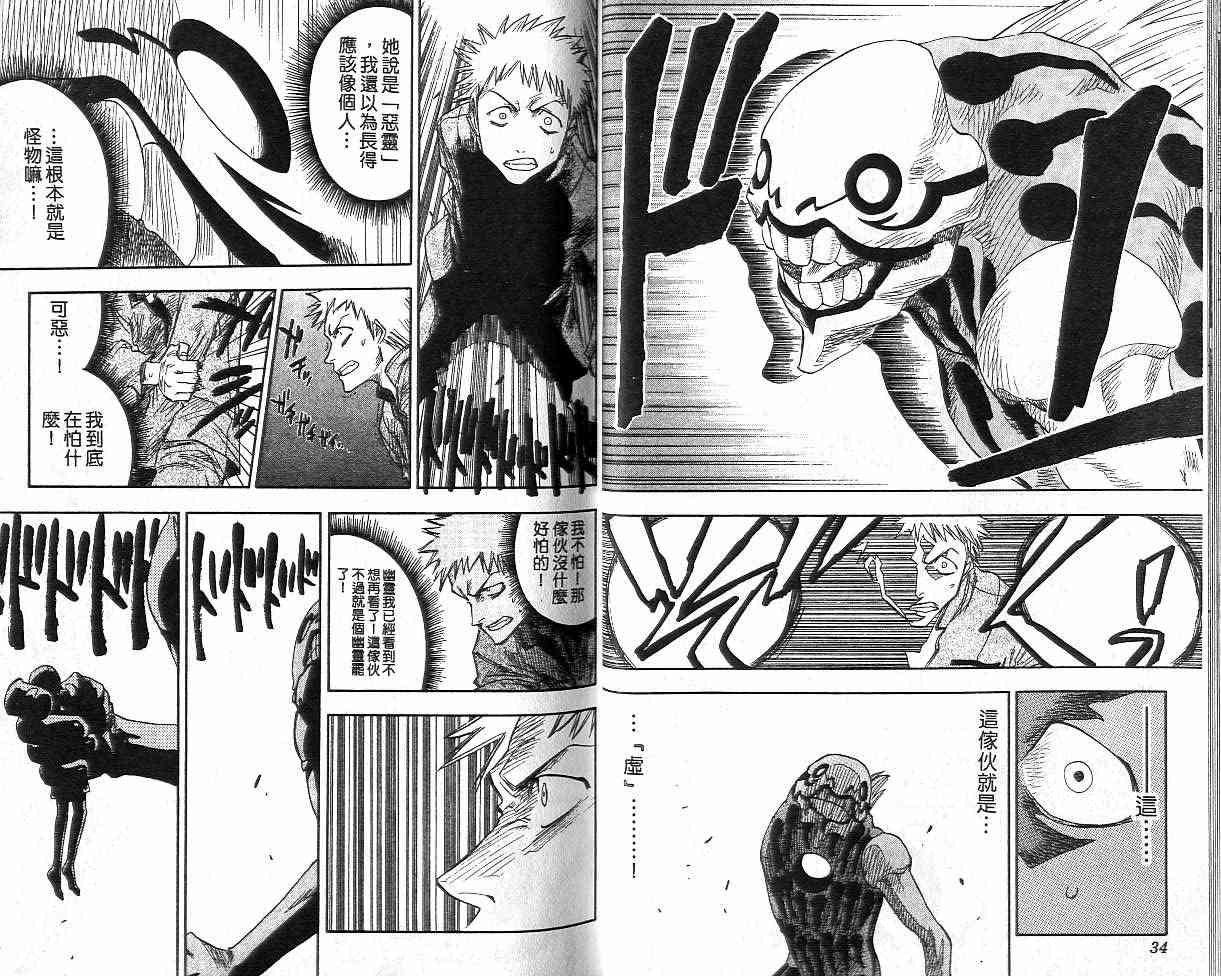 ド
ド
ド
這……
這傢伙就是…
…『虛』………！
她說是「惡靈」
，我還以為長得
應該像個人…
…這根本就是
怪物嘛…！
可惡…！
我到底
在怕什
麼！
我不怕！那
傢伙沒什麼
好怕的！
幽靈我已經看到不
想再看了！這傢伙
不過就是個幽靈罷
了！
34